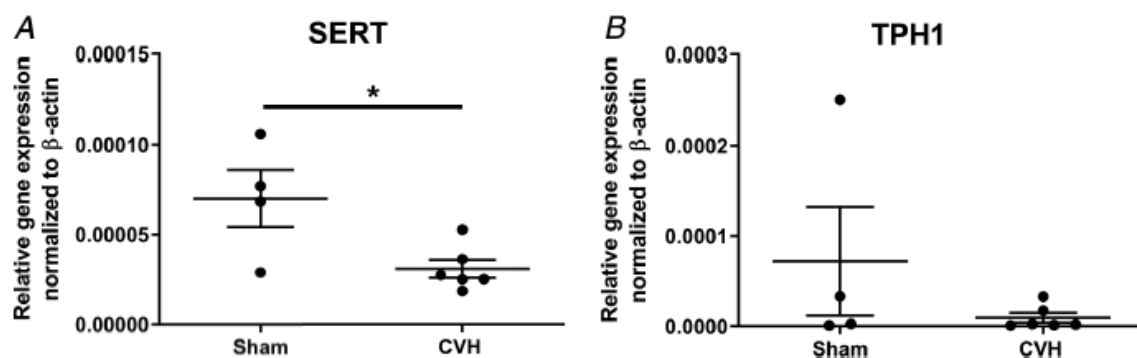 A
SERT
Relative gene expression
normalized to β-actin
0.00015
0.00010
0.00005
0.00000
*
Sham
CVH
B
TPH1
Relative gene expression
normalized to β-actin
0.0003
0.0002
0.0001
0.0000
Sham
CVH